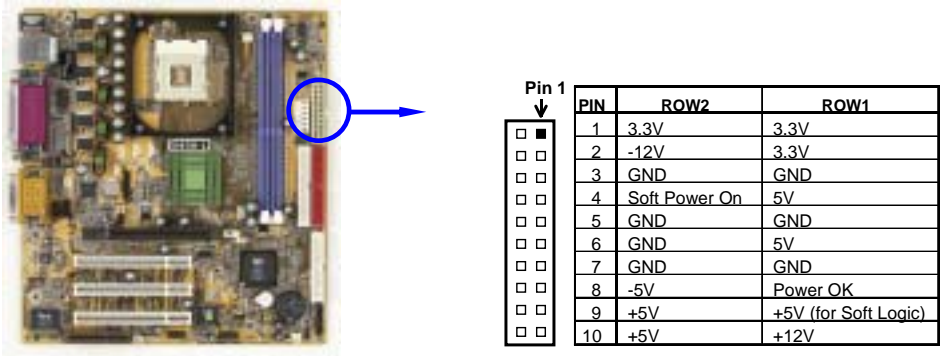 Pin 1
PIN ROW2 ROW1
1 3.3V 3.3V
2 -12V 3.3V
3 GND GND
4 Soft Power On 5V
5 GND GND
6 GND 5V
7 GND GND
8 -5V Power OK
9 +5V +5V (for Soft Logic)
10 +5V +12V